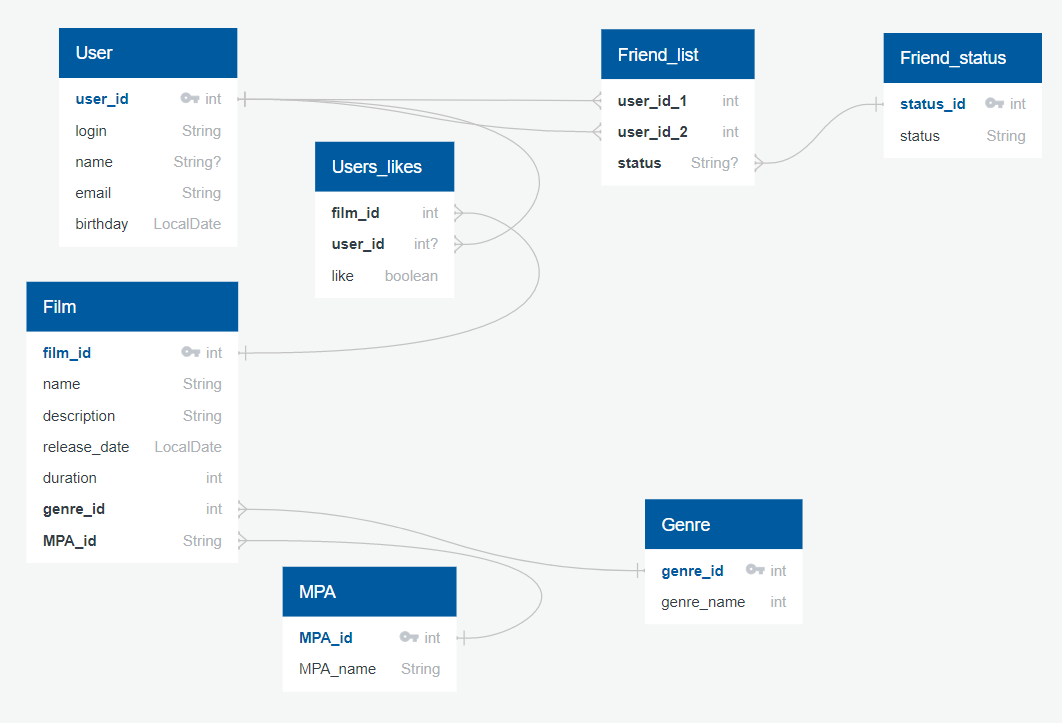 User
user_id int
login String
name String?
email String
birthday LocalDate
Users_likes
film_id int
user_id int?
like boolean
Friend_list
user_id_1 int
user_id_2 int
status String?
Friend_status
status_id int
status String
Film
film_id int
name String
description String
release_date LocalDate
duration int
genre_id int
MPA_id String
MPA
MPA_id int
MPA_name String
Genre
genre_id int
genre_name int